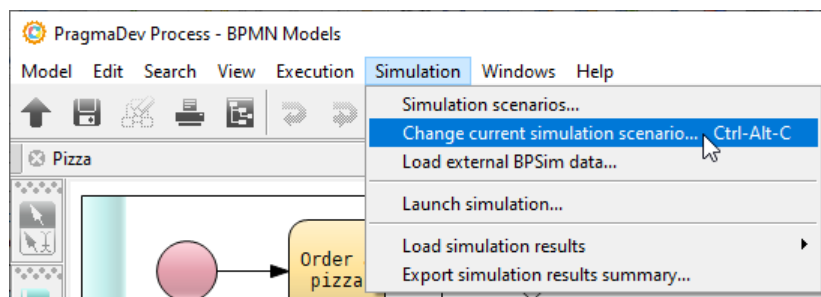 PragmaDev Process - BPMN Models
Model Edit Search View Execution Simulation Windows Help
Simulation scenarios...
Change current simulation scenario... Ctrl-Alt-C
Pizza
Load external BPSim data...
Launch simulation...
Order
pizza
Load simulation results
Export simulation results summary...